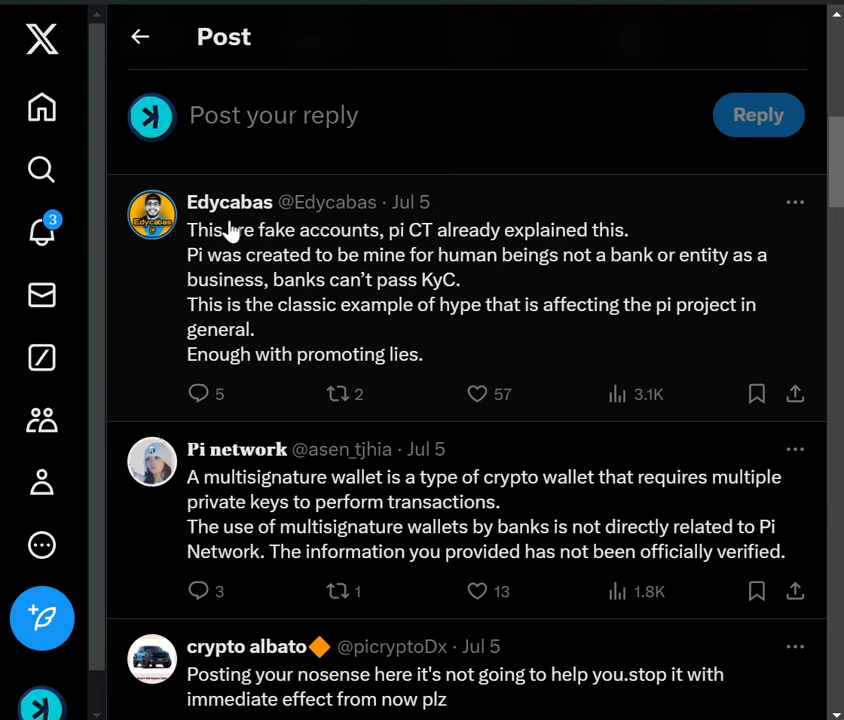 Post
Post your reply
Reply
3
Edycabas @Edycabas · Jul 5
This are fake accounts, pi CT already explained this.
Pi was created to be mine for human beings not a bank or entity as a
business, banks can't pass KyC.
This is the classic example of hype that is affecting the pi project in
general.
Enough with promoting lies.
5 2 57 3.1K
Pi network @asen_tjhia · Jul 5
A multisignature wallet is a type of crypto wallet that requires multiple
private keys to perform transactions.
The use of multisignature wallets by banks is not directly related to Pi
Network. The information you provided has not been officially verified.
3 1 13 1.8K
crypto albato🔶 @picryptoDx · Jul 5
Posting your nosense here it's not going to help you.stop it with
immediate effect from now plz